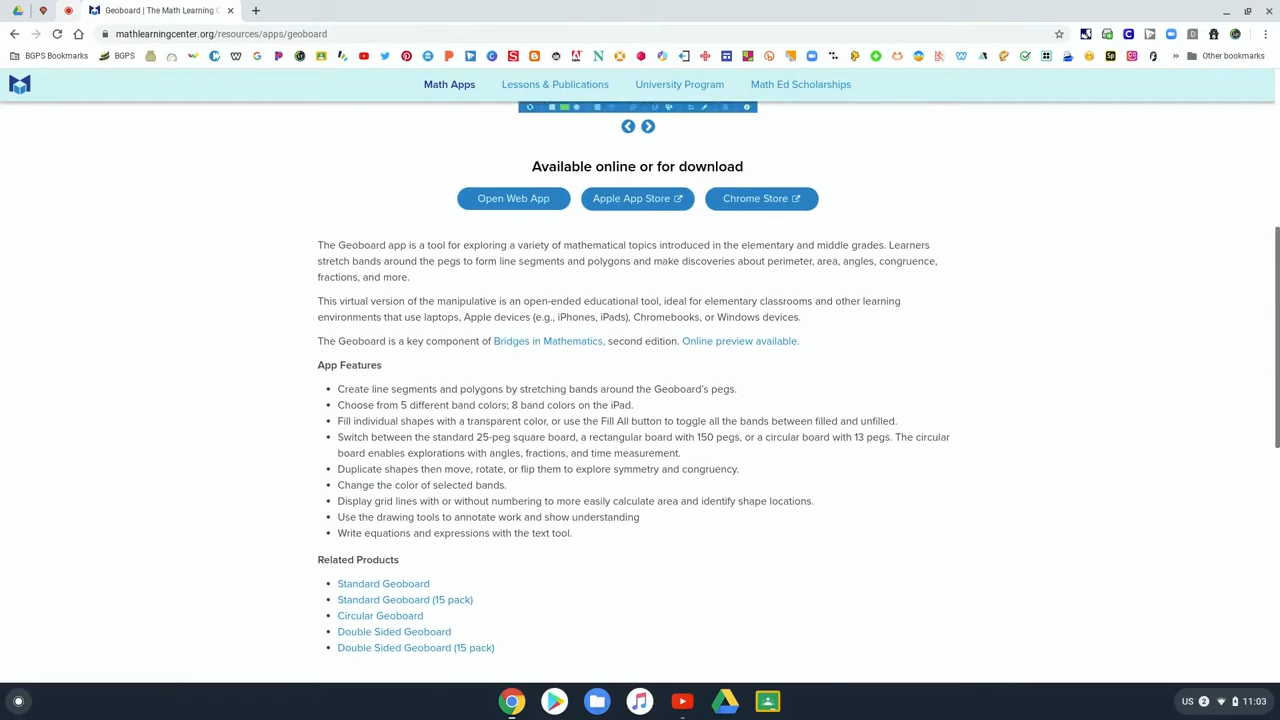 Geoboard | The Math Learning C
mathlearningcenter.org/resources/apps/geoboard
BGPS Bookmarks
BGPS
Other bookmarks
Math Apps
Lessons & Publications
University Program
Math Ed Scholarships
Available online or for download
Open Web App
Apple App Store
Chrome Store
The Geoboard app is a tool for exploring a variety of mathematical topics introduced in the elementary and middle grades. Learners
stretch bands around the pegs to form line segments and polygons and make discoveries about perimeter, area, angles, congruence,
fractions, and more.
This virtual version of the manipulative is an open-ended educational tool, ideal for elementary classrooms and other learning
environments that use laptops, Apple devices (e.g., iPhones, iPads), Chromebooks, or Windows devices.
The Geoboard is a key component of Bridges in Mathematics, second edition. Online preview available.
App Features
Create line segments and polygons by stretching bands around the Geoboard's pegs.
Choose from 5 different band colors; 8 band colors on the iPad.
Fill individual shapes with a transparent color, or use the Fill All button to toggle all the bands between filled and unfilled.
Switch between the standard 25-peg square board, a rectangular board with 150 pegs, or a circular board with 13 pegs. The circular
board enables explorations with angles, fractions, and time measurement.
Duplicate shapes then move, rotate, or flip them to explore symmetry and congruency.
Change the color of selected bands.
Display grid lines with or without numbering to more easily calculate area and identify shape locations.
Use the drawing tools to annotate work and show understanding
Write equations and expressions with the text tool.
Related Products
Standard Geoboard
Standard Geoboard (15 pack)
Circular Geoboard
Double Sided Geoboard
Double Sided Geoboard (15 pack)
US 2 11:03